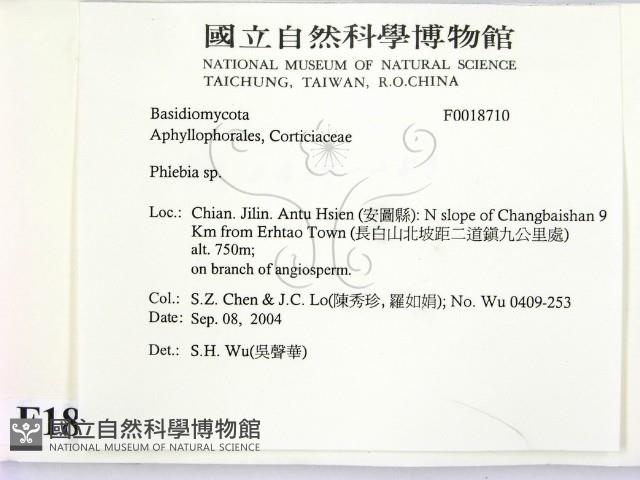 國立自然科學博物館
NATIONAL MUSEUM OF NATURAL SCIENCE
TAICHUNG, TAIWAN, R.O.CHINA
Basidiomycota F0018710
Aphyllophorales, Corticiaceae
Phlebia sp.
Loc.: Chian. Jilin. Antu Hsien (安圖縣): N slope of Changbaishan 9
Km from Erhtao Town (長白山北坡距二道鎮九公里處)
alt. 750m;
on branch of angiosperm.
Col.: S.Z. Chen & J.C. Lo(陳秀珍, 羅如娟); No. Wu 0409-253
Date: Sep. 08, 2004
Det.: S.H. Wu(吳聲華)
F18
國立自然科學博物館
NATIONAL MUSEUM OF NATURAL SCIENCE